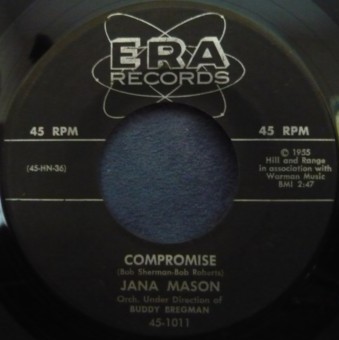 ERA
RECORDS
45 RPM
45 RPM
(45-HN-36)
© 1955
Hill and Range
in association with
Warman Music
BMI 2:47
COMPROMISE
(Bob Sherman-Bob Roberts)
JANA MASON
Orch. Under Direction of
BUDDY BREGMAN
45-1011